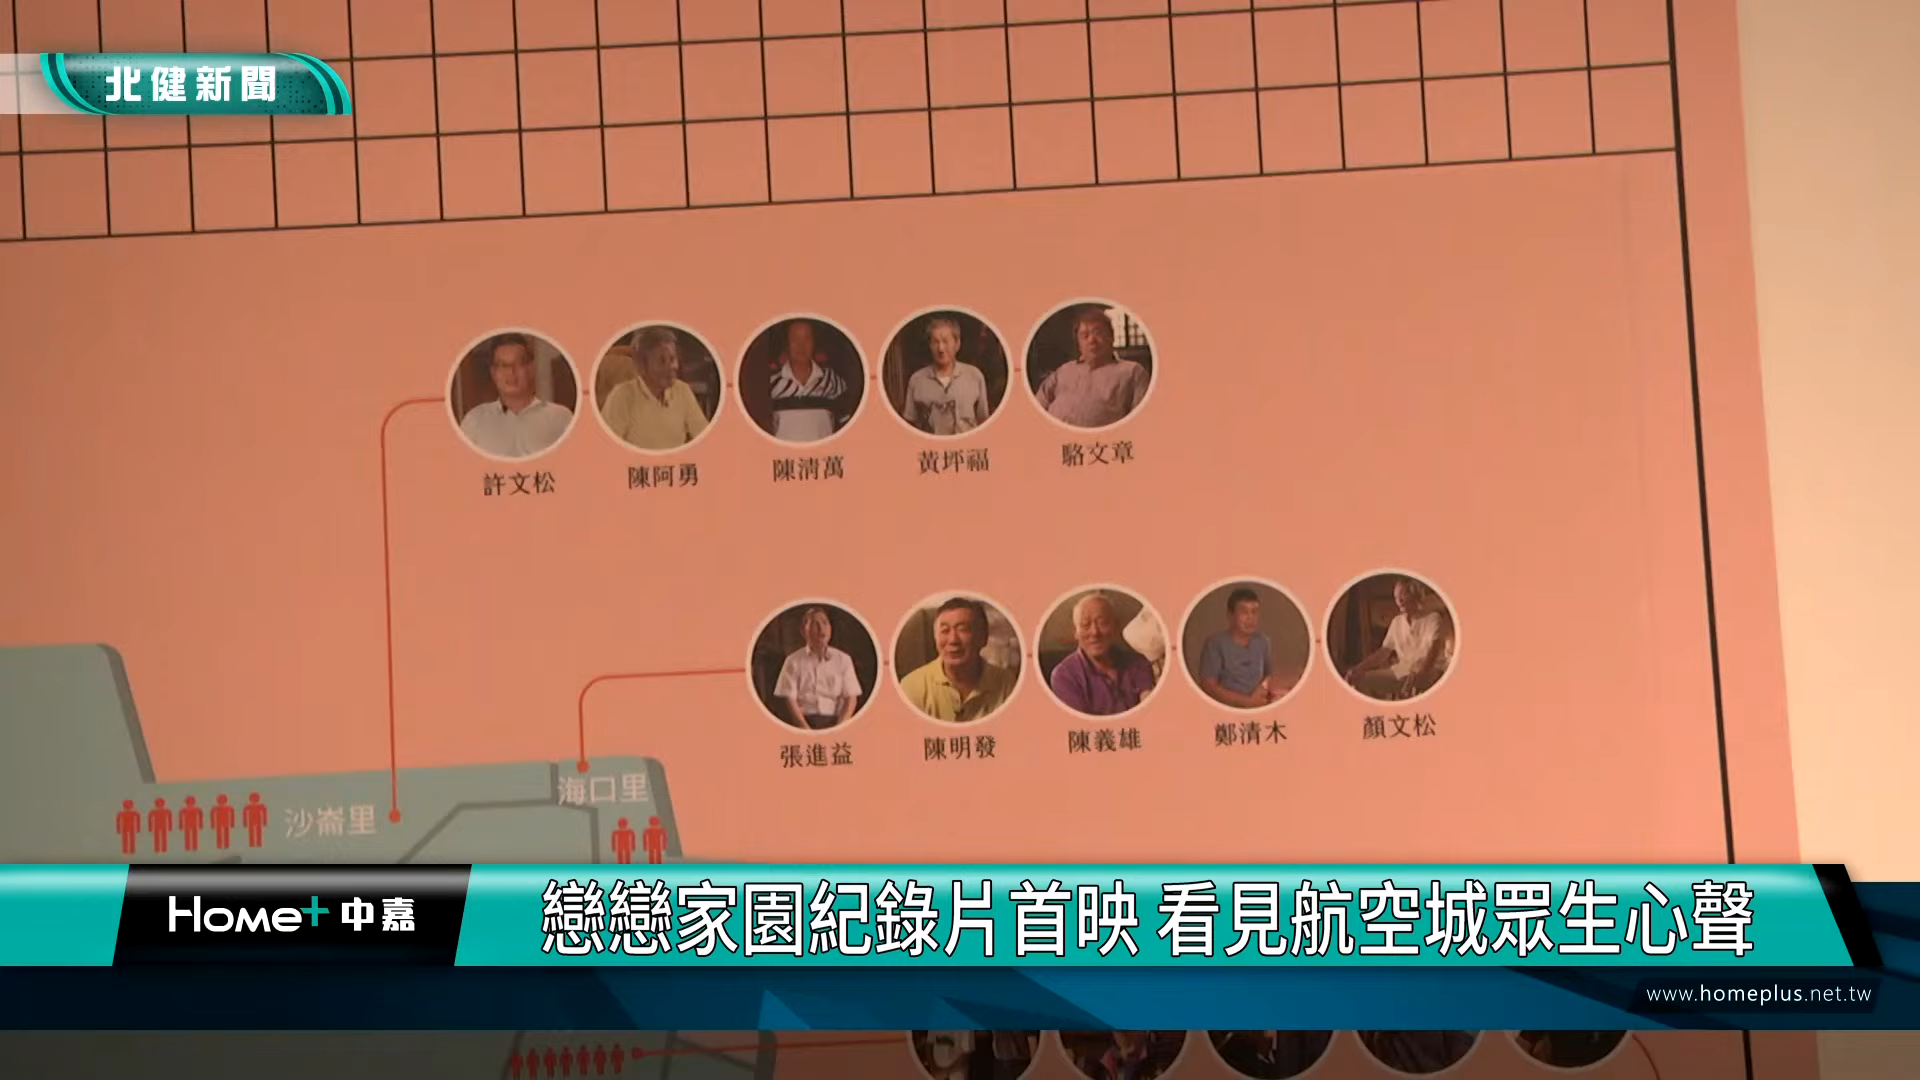 北健新聞
許文松
陳阿勇
陳清萬
黃坪福
駱文章
張進益
陳明發
陳義雄
鄭清木
顏文松
海口里
沙崙里
Home+ 中嘉
戀戀家園紀錄片首映 看見航空城眾生心聲
www.homeplus.net.tw